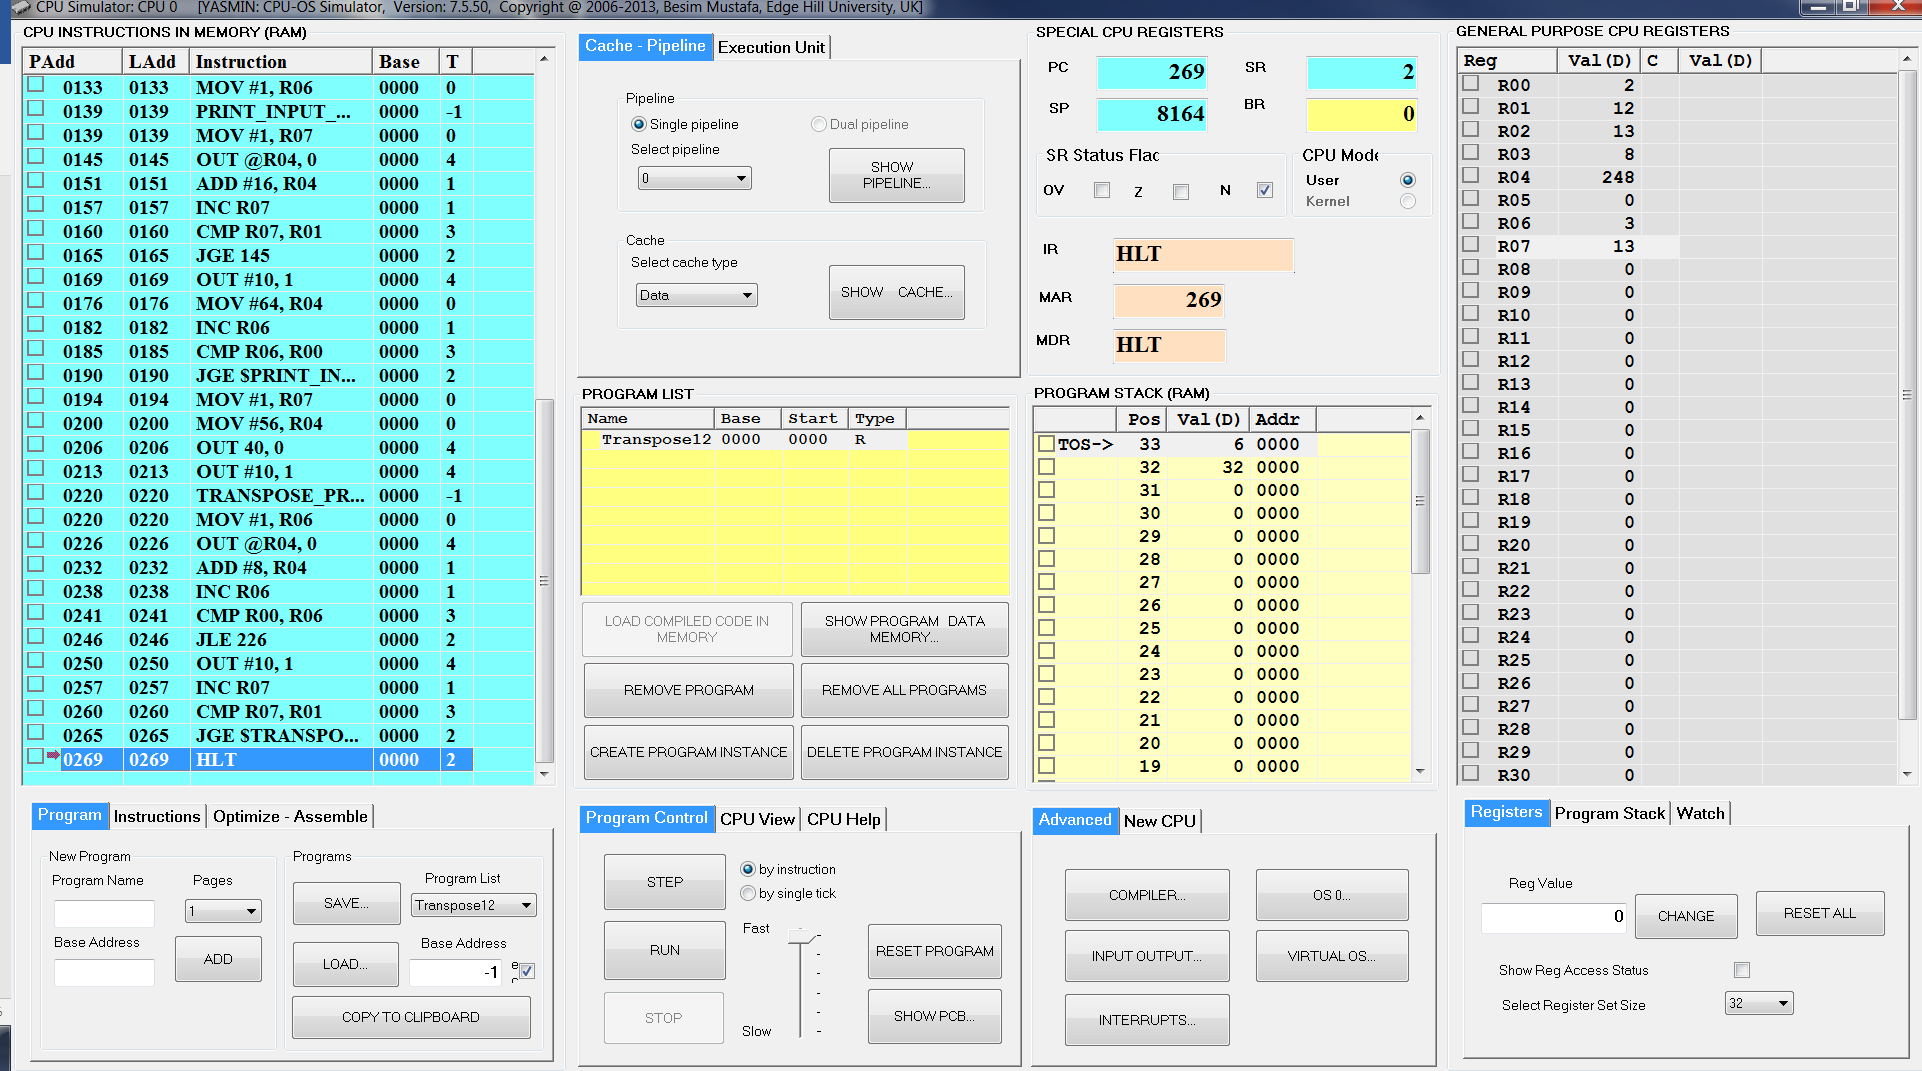 CPU Simulator: CPU 0 [YASMIN: CPU-OS Simulator, Version: 7.5.50, Copyright @ 2006-2013, Besim Mustafa, Edge Hill University, UK]
CPU INSTRUCTIONS IN MEMORY (RAM)
PAdd LAdd Instruction Base T
0133 0133 MOV #1, R06 0000 0
0139 0139 PRINT_INPUT_... 0000 -1
0139 0139 MOV #1, R07 0000 0
0145 0145 OUT @R04, 0 0000 4
0151 0151 ADD #16, R04 0000 1
0157 0157 INC R07 0000 1
0160 0160 CMP R07, R01 0000 3
0165 0165 JGE 145 0000 2
0169 0169 OUT #10, 1 0000 4
0176 0176 MOV #64, R04 0000 0
0182 0182 INC R06 0000 1
0185 0185 CMP R06, R00 0000 3
0190 0190 JGE $PRINT_IN... 0000 2
0194 0194 MOV #1, R07 0000 0
0200 0200 MOV #56, R04 0000 0
0206 0206 OUT 40, 0 0000 4
0213 0213 OUT #10, 1 0000 4
0220 0220 TRANSPOSE_PR... 0000 -1
0220 0220 MOV #1, R06 0000 0
0226 0226 OUT @R04, 0 0000 4
0232 0232 ADD #8, R04 0000 1
0238 0238 INC R06 0000 1
0241 0241 CMP R00, R06 0000 3
0246 0246 JLE 226 0000 2
0250 0250 OUT #10, 1 0000 4
0257 0257 INC R07 0000 1
0260 0260 CMP R07, R01 0000 3
0265 0265 JGE $TRANSPO... 0000 2
0269 0269 HLT 0000 2
Program Instructions Optimize - Assemble
New Program
Program Name Pages
1
Base Address
ADD
Programs
SAVE...
Program List
Transpose12
LOAD...
Base Address
-1
COPY TO CLIPBOARD
Cache - Pipeline Execution Unit
Pipeline
Single pipeline Dual pipeline
Select pipeline
0
SHOW
PIPELINE...
Cache
Select cache type
Data
SHOW CACHE...
PROGRAM LIST
Name Base Start Type
Transpose12 0000 0000 R
LOAD COMPILED CODE IN
MEMORY
SHOW PROGRAM DATA
MEMORY...
REMOVE PROGRAM
REMOVE ALL PROGRAMS
CREATE PROGRAM INSTANCE
DELETE PROGRAM INSTANCE
Program Control CPU View CPU Help
STEP
by instruction
by single tick
RUN
Fast
Slow
STOP
RESET PROGRAM
SHOW PCB...
SPECIAL CPU REGISTERS
PC 269 SR 2
SP 8164 BR 0
SR Status Flag
OV Z N
CPU Mode
User
Kernel
IR HLT
MAR 269
MDR HLT
PROGRAM STACK (RAM)
Pos Val(D) Addr
TOS-> 33 6 0000
32 32 0000
31 0 0000
30 0 0000
29 0 0000
28 0 0000
27 0 0000
26 0 0000
25 0 0000
24 0 0000
23 0 0000
22 0 0000
21 0 0000
20 0 0000
19 0 0000
Advanced New CPU
COMPILER... OS 0...
INPUT OUTPUT... VIRTUAL OS...
INTERRUPTS...
GENERAL PURPOSE CPU REGISTERS
Reg Val(D) C Val(D)
R00 2
R01 12
R02 13
R03 8
R04 248
R05 0
R06 3
R07 13
R08 0
R09 0
R10 0
R11 0
R12 0
R13 0
R14 0
R15 0
R16 0
R17 0
R18 0
R19 0
R20 0
R21 0
R22 0
R23 0
R24 0
R25 0
R26 0
R27 0
R28 0
R29 0
R30 0
Registers Program Stack Watch
Reg Value
0
CHANGE
RESET ALL
Show Reg Access Status
Select Register Set Size
32